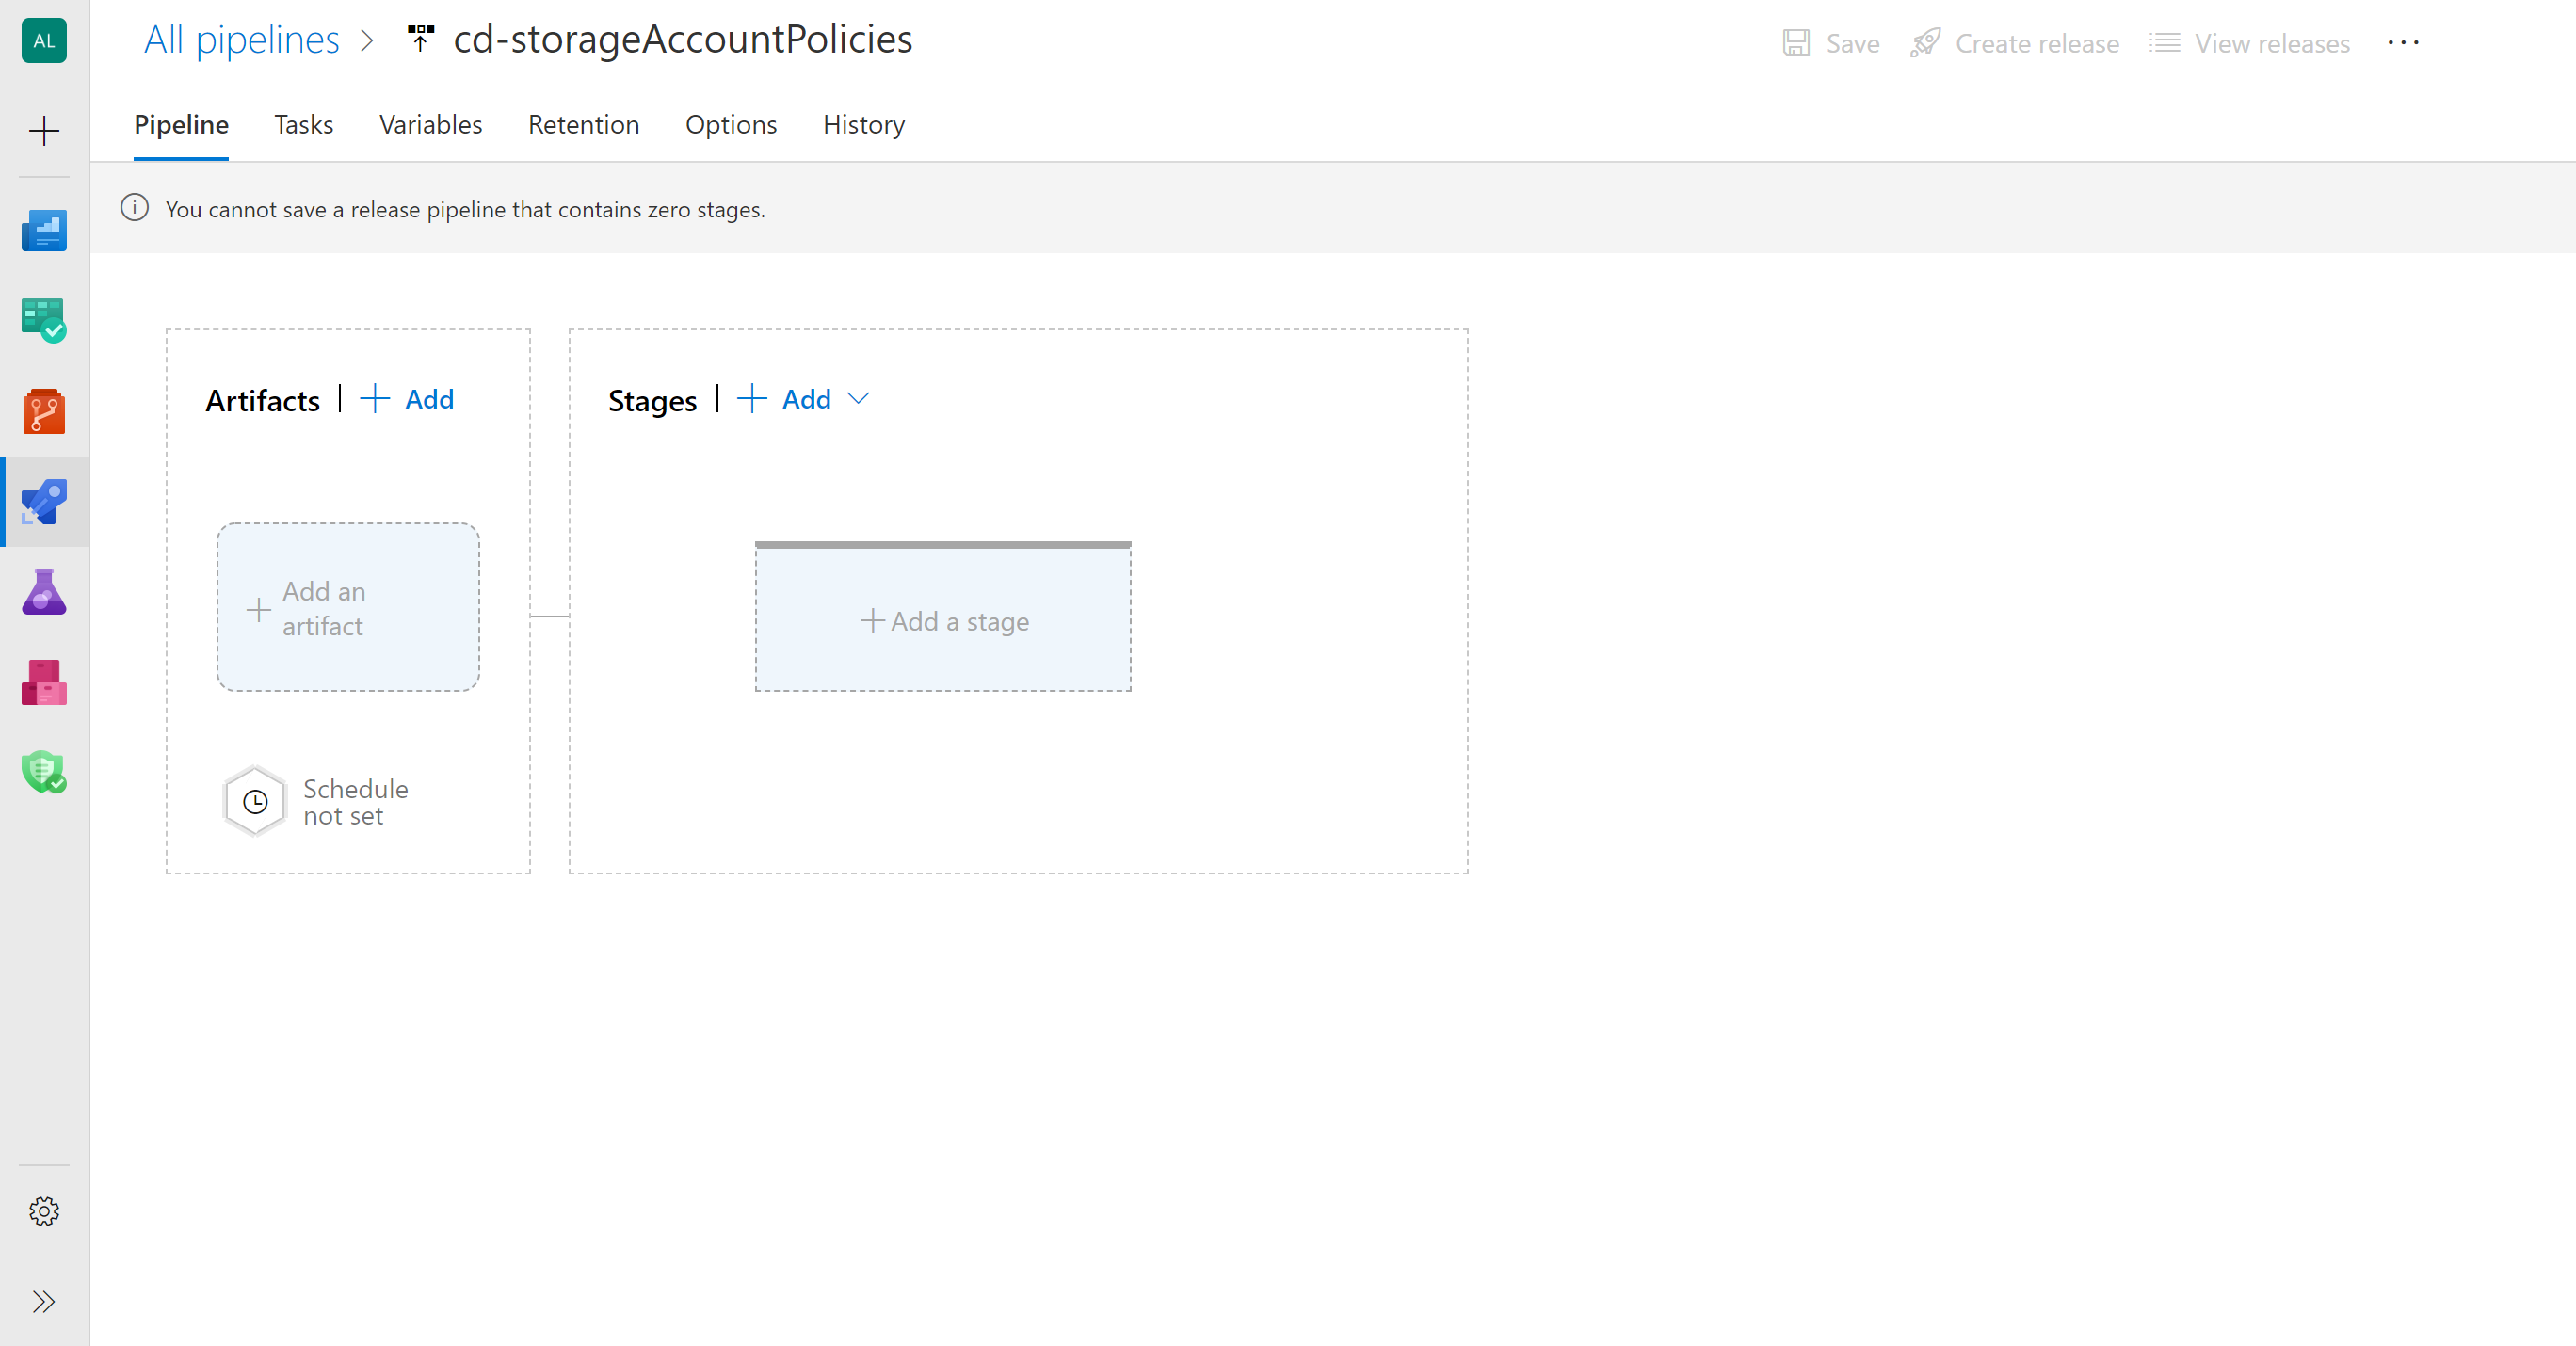 AL
All pipelines > cd-storageAccountPolicies
Save Create release View releases ...
Pipeline Tasks Variables Retention Options History
You cannot save a release pipeline that contains zero stages.
Artifacts | + Add
Stages | + Add
+ Add an
artifact
+ Add a stage
Schedule
not set